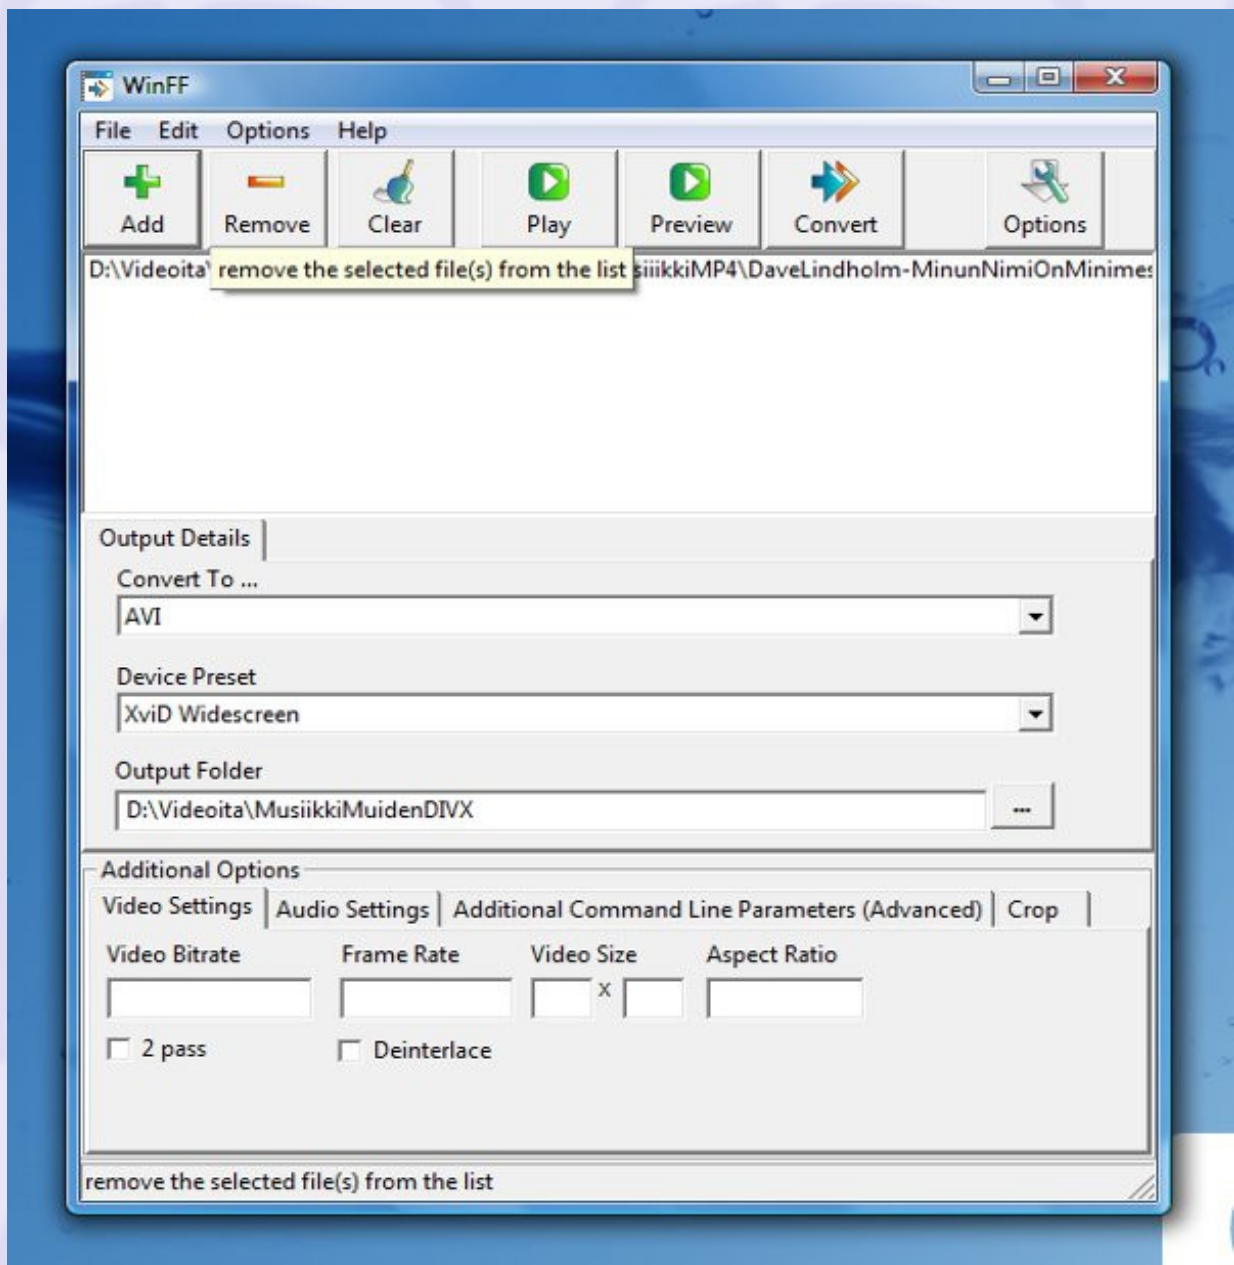 WinFF
File Edit Options Help
Add Remove Clear Play Preview Convert Options
D:\Videoita\ siiikkiMP4\DaveLindholm-MinunNimiOnMinimes
remove the selected file(s) from the list
Output Details
Convert To ...
AVI
Device Preset
XviD Widescreen
Output Folder
D:\Videoita\MusiikkiMuidenDIVX
...
Additional Options
Video Settings Audio Settings Additional Command Line Parameters (Advanced) Crop
Video Bitrate Frame Rate Video Size Aspect Ratio
x
2 pass Deinterlace
remove the selected file(s) from the list